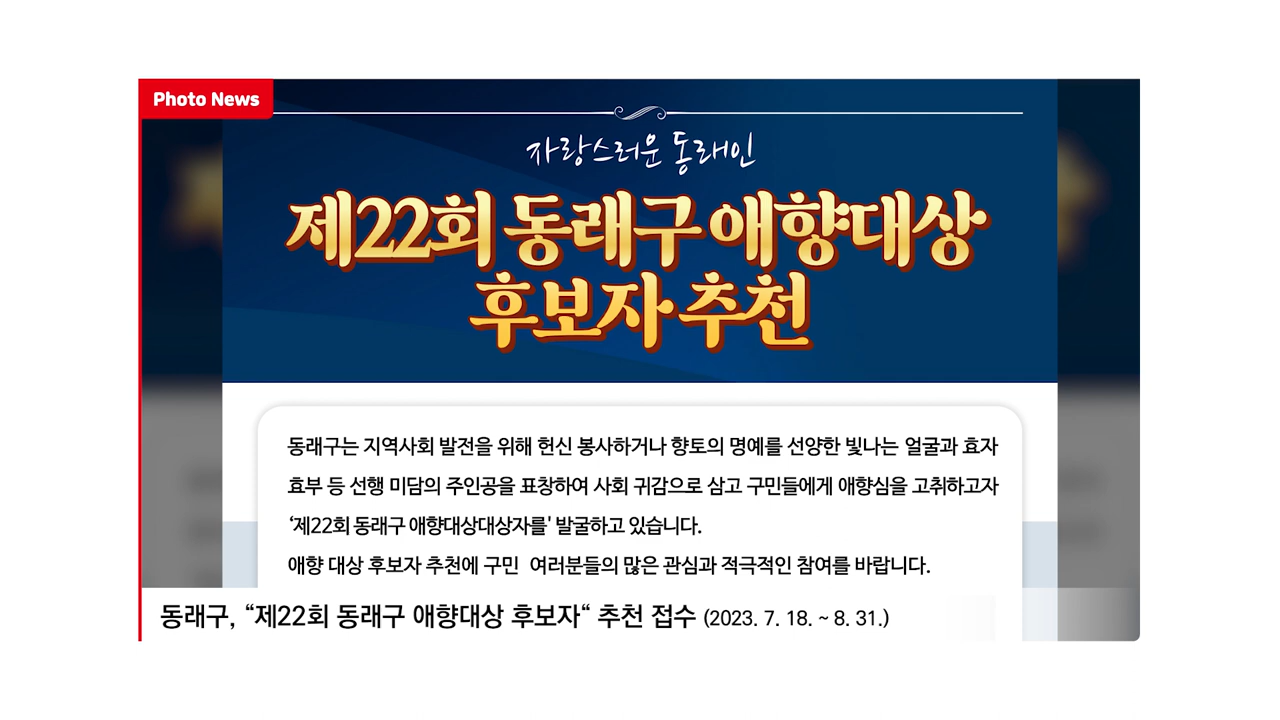 Photo News
자랑스러운 동래인
제22회 동래구 애향대상
후보자 추천
동래구는 지역사회 발전을 위해 헌신 봉사하거나 향토의 명예를 선양한 빛나는 얼굴과 효자
효부 등 선행 미담의 주인공을 표창하여 사회 귀감으로 삼고 구민들에게 애향심을 고취하고자
‘제22회 동래구 애향대상대상자를' 발굴하고 있습니다.
애향 대상 후보자 추천에 구민 여러분들의 많은 관심과 적극적인 참여를 바랍니다.
동래구, “제22회 동래구 애향대상 후보자“ 추천 접수 (2023. 7. 18. ~ 8. 31.)